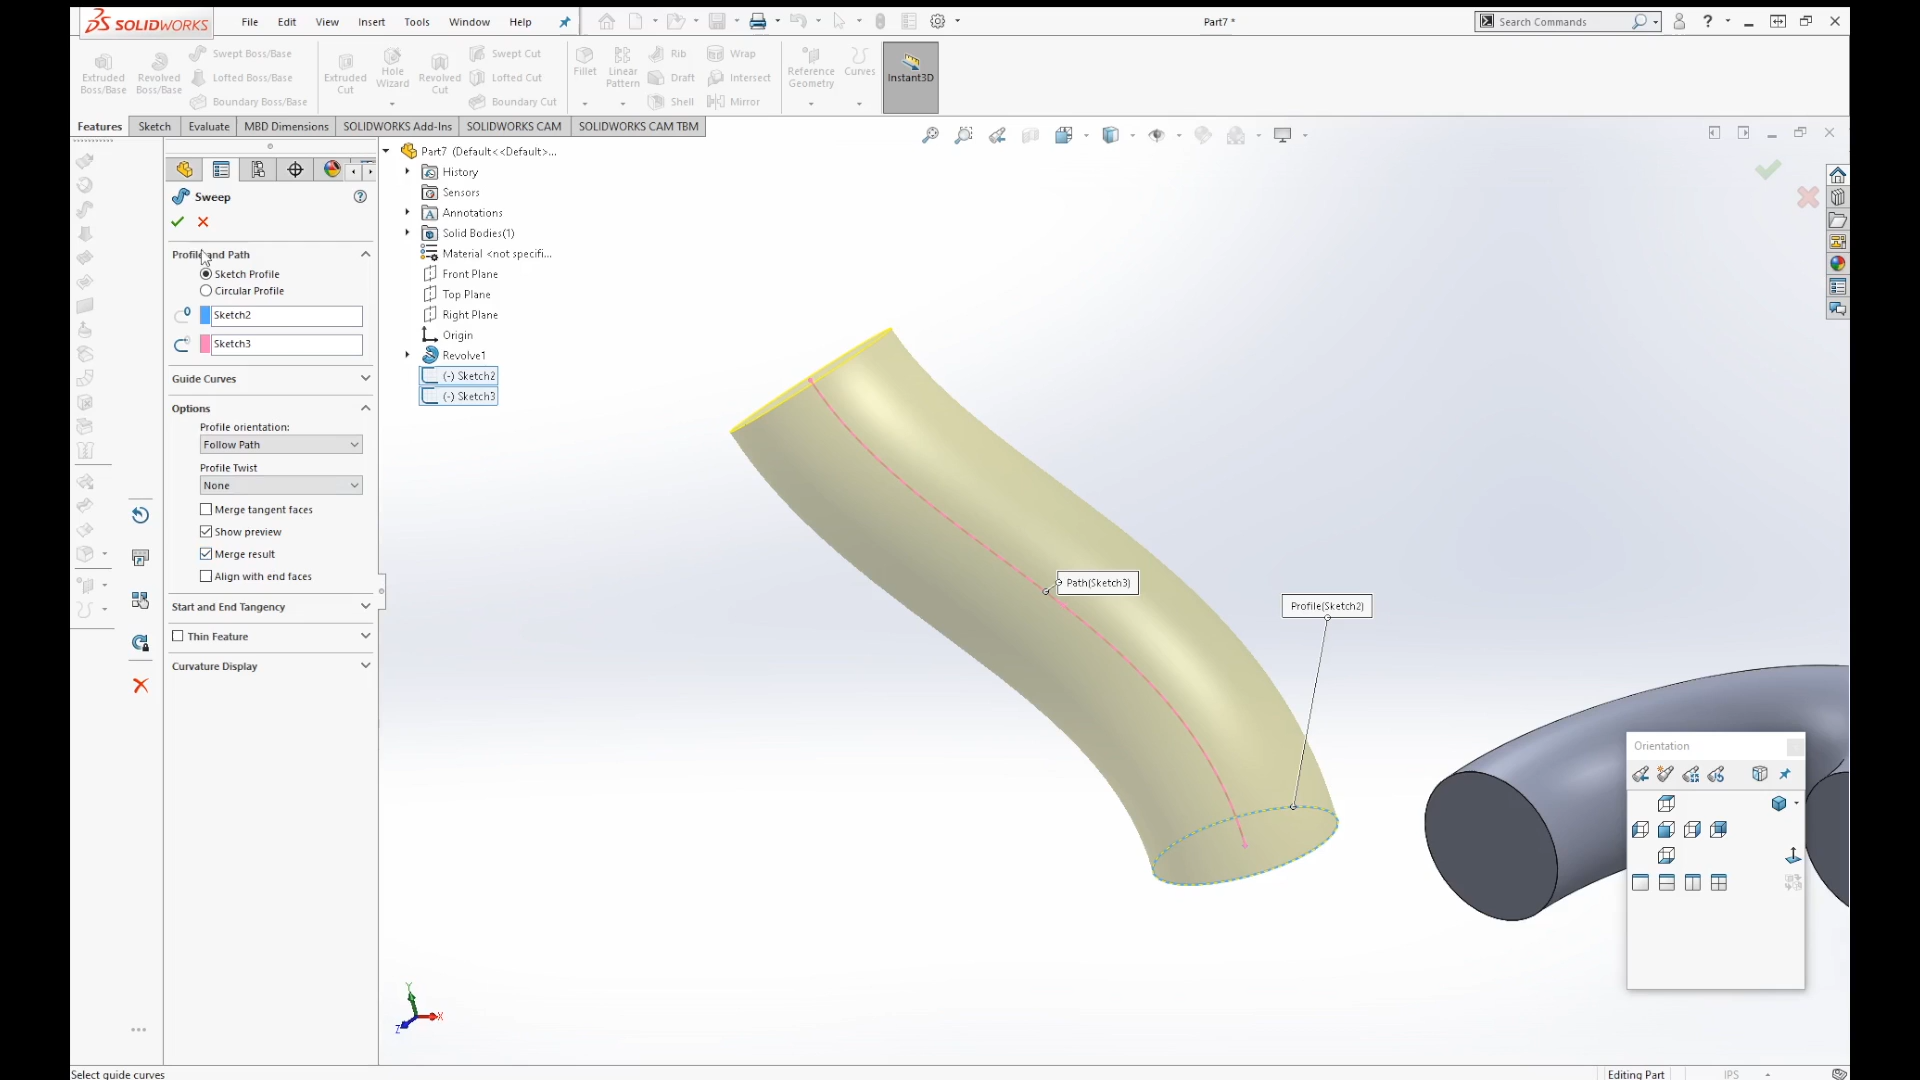 SOLIDWORKS File Edit View Insert Tools Window Help Part7 * Search Commands
Extruded Boss/Base
Revolved Boss/Base
Swept Boss/Base
Lofted Boss/Base
Boundary Boss/Base
Extruded Cut
Hole Wizard
Revolved Cut
Swept Cut
Lofted Cut
Boundary Cut
Fillet
Linear Pattern
Rib
Draft
Shell
Wrap
Intersect
Mirror
Reference Geometry
Curves
Instant3D
Features Sketch Evaluate MBD Dimensions SOLIDWORKS Add-Ins SOLIDWORKS CAM SOLIDWORKS CAM TBM
Sweep
Profile and Path
Sketch Profile
Circular Profile
Sketch2
Sketch3
Guide Curves
Options
Profile orientation:
Follow Path
Profile Twist
None
Merge tangent faces
Show preview
Merge result
Align with end faces
Start and End Tangency
Thin Feature
Curvature Display
Part7 (Default<<Default>...
History
Sensors
Annotations
Solid Bodies(1)
Material <not specifi...
Front Plane
Top Plane
Right Plane
Origin
Revolve1
(-) Sketch2
(-) Sketch3
Path(Sketch3)
Profile(Sketch2)
Orientation
Y
X
Z
Select guide curves Editing Part IPS